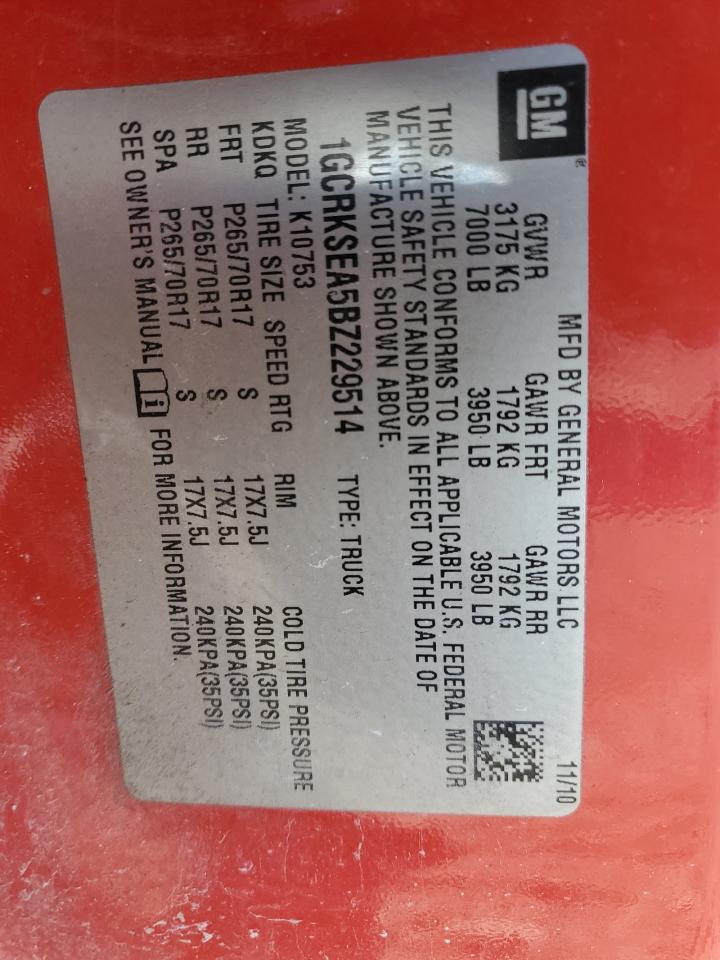 GM®
MFD BY GENERAL MOTORS LLC 11/10
GVWR GAWR FRT GAWR RR
3175 KG 1792 KG 1792 KG
7000 LB 3950 LB 3950 LB
THIS VEHICLE CONFORMS TO ALL APPLICABLE U.S. FEDERAL MOTOR
VEHICLE SAFETY STANDARDS IN EFFECT ON THE DATE OF
MANUFACTURE SHOWN ABOVE.
1GCRKSEA5BZ229514 TYPE: TRUCK
MODEL: K10753
KDKQ TIRE SIZE SPEED RTG RIM COLD TIRE PRESSURE
FRT P265/70R17 S 17X7.5J 240KPA(35PSI)
RR P265/70R17 S 17X7.5J 240KPA(35PSI)
SPA P265/70R17 S 17X7.5J 240KPA(35PSI)
SEE OWNER'S MANUAL i FOR MORE INFORMATION.